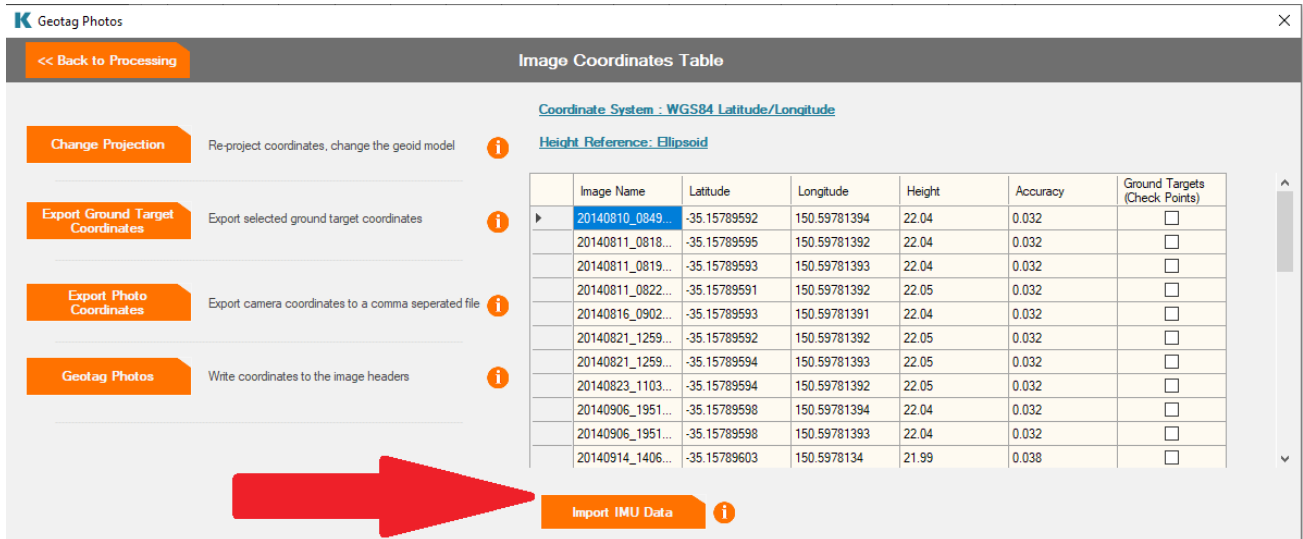 K Geotag Photos
<< Back to Processing
Image Coordinates Table
Coordinate System : WGS84 Latitude/Longitude
Height Reference: Ellipsoid
Change Projection
Re-project coordinates, change the geoid model
i
Export Ground Target
Coordinates
Export selected ground target coordinates
i
Export Photo
Coordinates
Export camera coordinates to a comma seperated file
i
Geotag Photos
Write coordinates to the image headers
i
Image Name Latitude Longitude Height Accuracy Ground Targets
(Check Points)
20140810_0849... -35.15789592 150.59781394 22.04 0.032
20140811_0818... -35.15789595 150.59781392 22.04 0.032
20140811_0819... -35.15789593 150.59781393 22.04 0.032
20140811_0822... -35.15789591 150.59781392 22.05 0.032
20140816_0902... -35.15789593 150.59781391 22.04 0.032
20140821_1259... -35.15789592 150.59781392 22.05 0.032
20140821_1259... -35.15789594 150.59781393 22.05 0.032
20140823_1103... -35.15789594 150.59781392 22.05 0.032
20140906_1951... -35.15789598 150.59781394 22.04 0.032
20140906_1951... -35.15789598 150.59781393 22.04 0.032
20140914_1406... -35.15789603 150.5978134 21.99 0.038
Import IMU Data
i